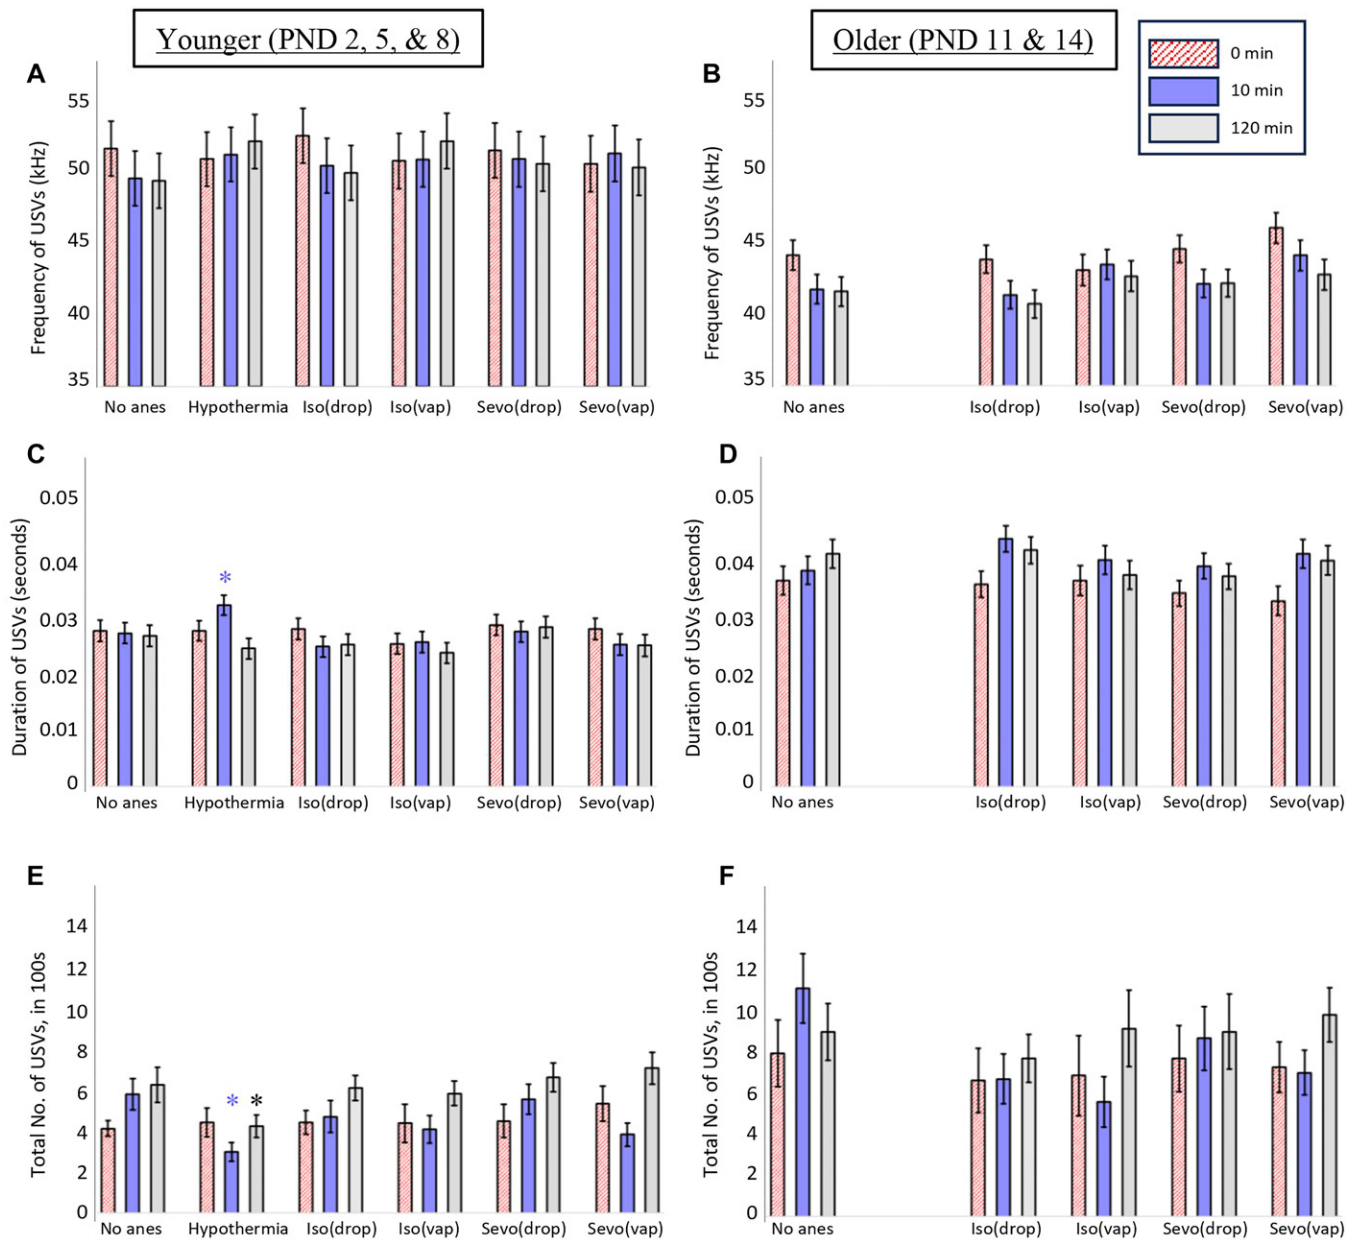 Younger (PND 2, 5, & 8)
Older (PND 11 & 14)
0 min
10 min
120 min
A
Frequency of USVs (kHz)
55
50
45
40
35
No anes Hypothermia Iso(drop) Iso(vap) Sevo(drop) Sevo(vap)
B
Frequency of USVs (kHz)
55
50
45
40
35
No anes Iso(drop) Iso(vap) Sevo(drop) Sevo(vap)
C
Duration of USVs (seconds)
0.05
0.04
0.03
0.02
0.01
0
*
No anes Hypothermia Iso(drop) Iso(vap) Sevo(drop) Sevo(vap)
D
Duration of USVs (seconds)
0.05
0.04
0.03
0.02
0.01
0
No anes Iso(drop) Iso(vap) Sevo(drop) Sevo(vap)
E
Total No. of USVs, in 100s
14
12
10
8
6
4
2
0
* *
No anes Hypothermia Iso(drop) Iso(vap) Sevo(drop) Sevo(vap)
F
Total No. of USVs, in 100s
14
12
10
8
6
4
2
0
No anes Iso(drop) Iso(vap) Sevo(drop) Sevo(vap)